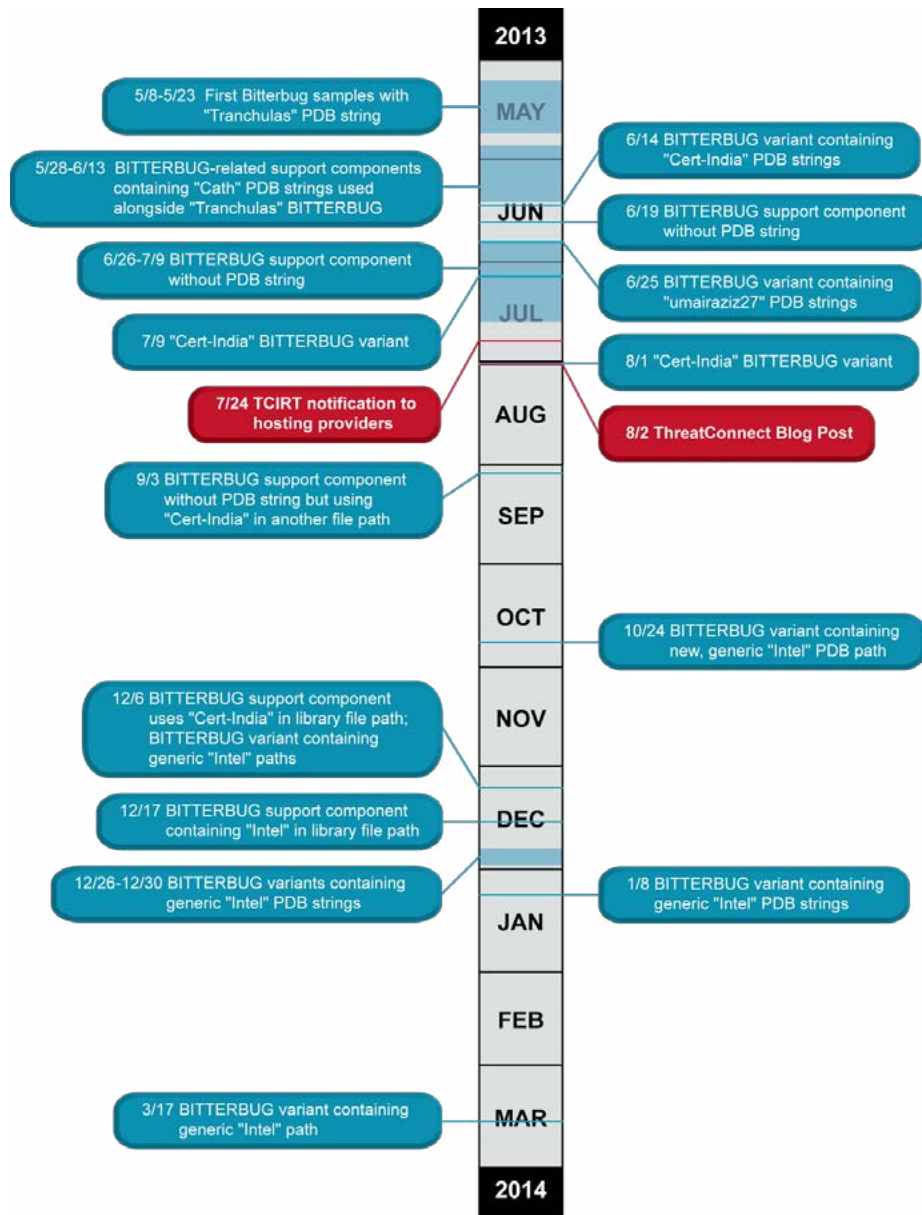 2013
MAY
5/8-5/23 First Bitterbug samples with
"Tranchulas" PDB string
6/14 BITTERBUG variant containing
"Cert-India" PDB strings
5/28-6/13 BITTERBUG-related support components
containing "Cath" PDB strings used
alongside "Tranchulas" BITTERBUG
JUN
6/19 BITTERBUG support component
without PDB string
6/26-7/9 BITTERBUG support component
without PDB string
6/25 BITTERBUG variant containing
"umairaziz27" PDB strings
JUL
7/9 "Cert-India" BITTERBUG variant
8/1 "Cert-India" BITTERBUG variant
7/24 TCIRT notification to
hosting providers
AUG
8/2 ThreatConnect Blog Post
9/3 BITTERBUG support component
without PDB string but using
"Cert-India" in another file path
SEP
OCT
10/24 BITTERBUG variant containing
new, generic "Intel" PDB path
12/6 BITTERBUG support component
uses "Cert-India" in library file path;
BITTERBUG variant containing
generic "Intel" paths
NOV
12/17 BITTERBUG support component
containing "Intel" in library file path
DEC
12/26-12/30 BITTERBUG variants containing
generic "Intel" PDB strings
1/8 BITTERBUG variant containing
generic "Intel" PDB strings
JAN
FEB
3/17 BITTERBUG variant containing
generic "Intel" path
MAR
2014